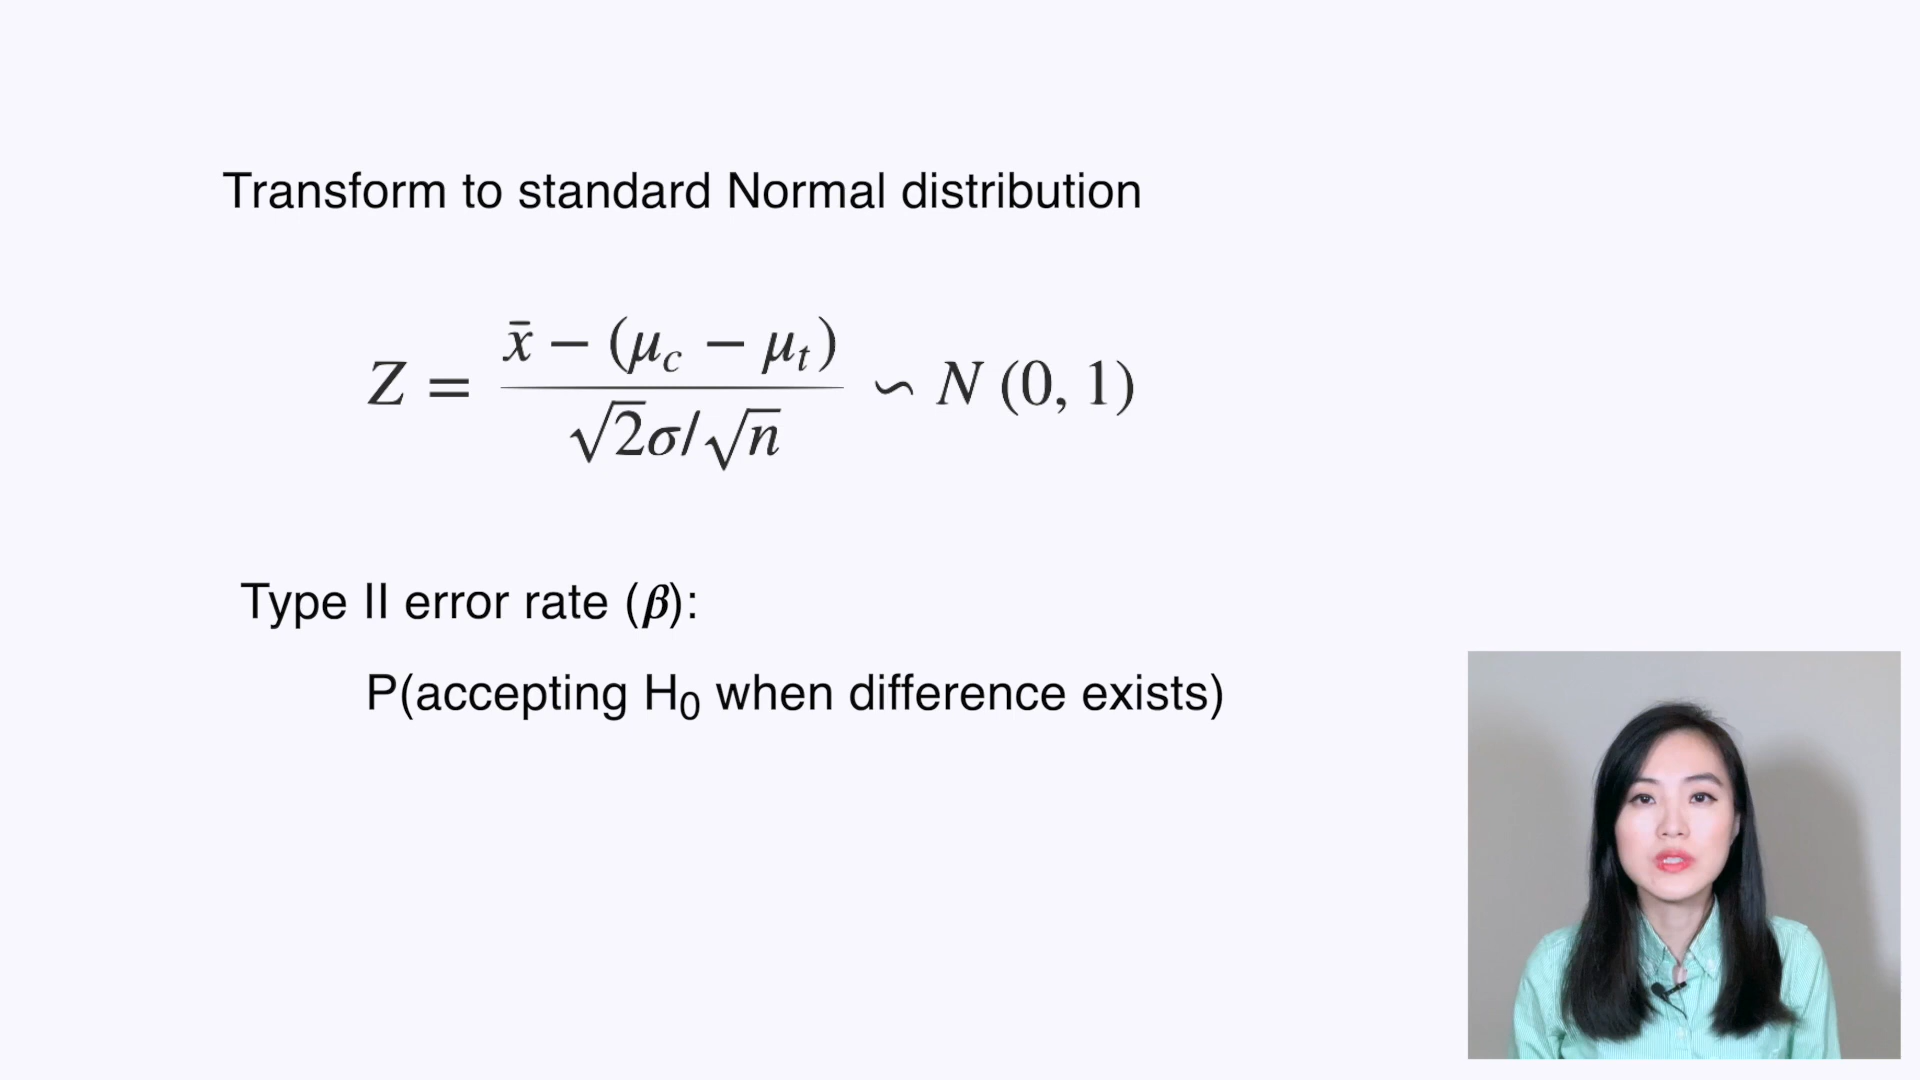 Transform to standard Normal distribution
Z = (x̄ − (μc − μt)) / (√2σ/√n) ∽ N (0, 1)
Type II error rate (β):
P(accepting H₀ when difference exists)